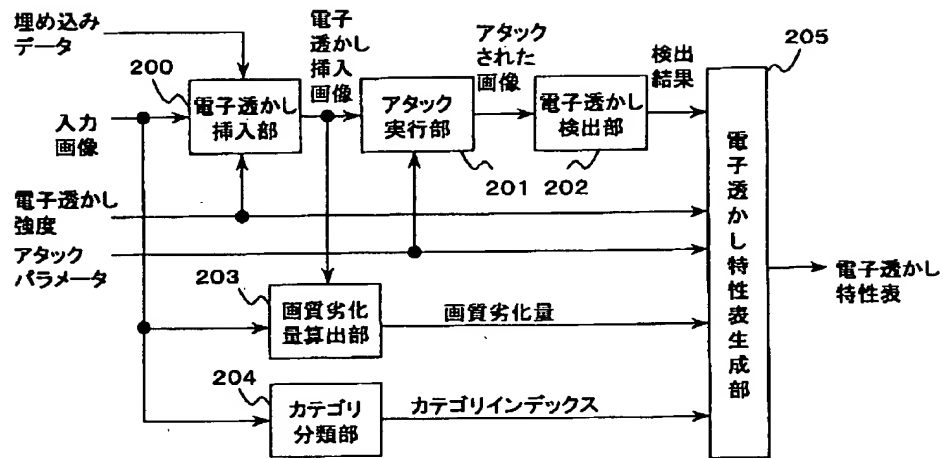 埋め込み
データ
200
電子透かし
挿入部
入力
画像
電子
透かし
挿入
画像
アタック
実行部
201
アタック
された
画像
電子透かし
検出部
202
検出
結果
205
電子透かし特性表生成部
電子透かし
強度
アタック
パラメータ
203
画質劣化
量算出部
画質劣化量
204
カテゴリ
分類部
カテゴリインデックス
電子透かし
特性表